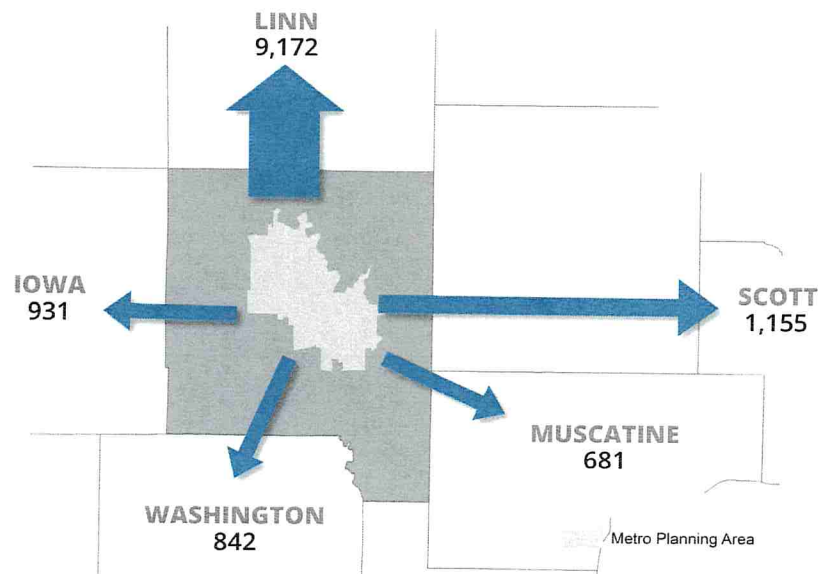 LINN
9,172
IOWA
931
SCOTT
1,155
MUSCATINE
681
WASHINGTON
842
Metro Planning Area